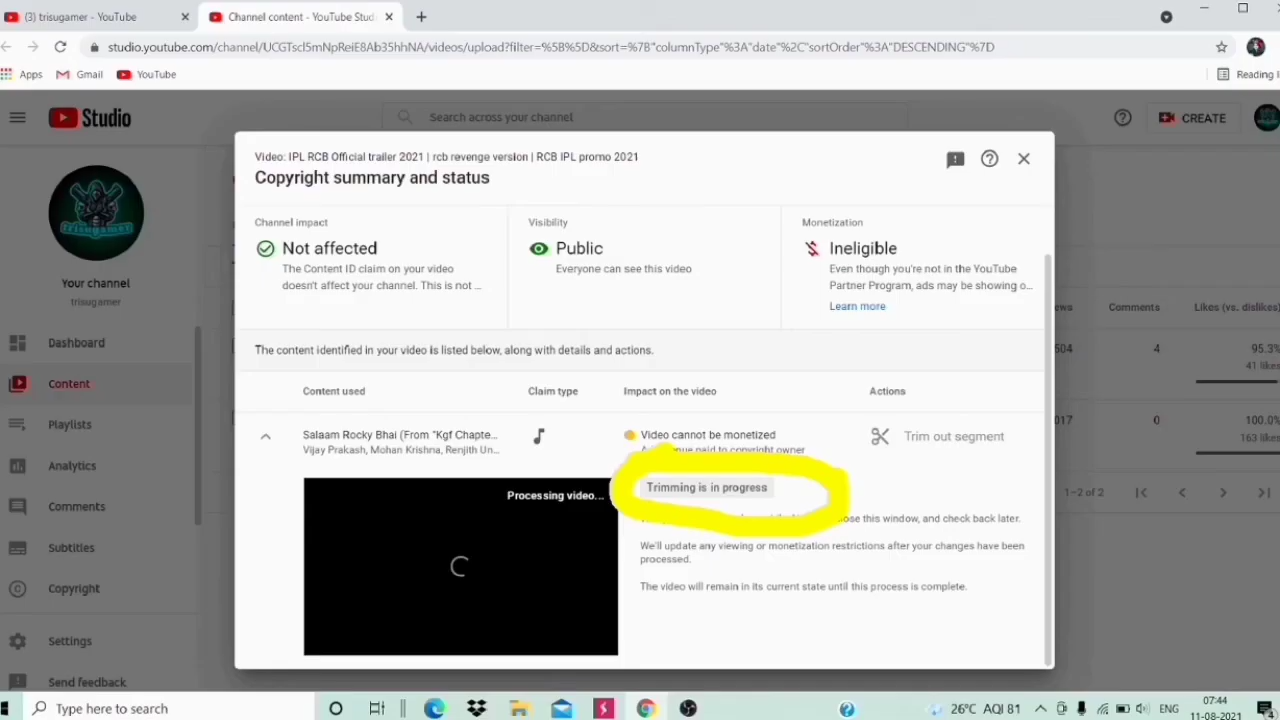 (3) trisugamer - YouTube
Channel content - YouTube Stud
studio.youtube.com/channel/UCGTscl5mNpReiE8Ab35hhNA/videos/upload?filter=%5B%5D&sort=%7B"columnType"%3A"date"%2C"sortOrder"%3A"DESCENDING"%7D
Apps
Gmail
YouTube
Reading l
Studio
Search across your channel
CREATE
Your channel
trisugamer
Dashboard
Content
Playlists
Analytics
Comments
Subtitles
Copyright
Settings
Send feedback
Video: IPL RCB Official trailer 2021 | rcb revenge version | RCB IPL promo 2021
Copyright summary and status
Channel impact
Not affected
The Content ID claim on your video
doesn't affect your channel. This is not ...
Visibility
Public
Everyone can see this video
Monetization
Ineligible
Even though you're not in the YouTube
Partner Program, ads may be showing o...
Learn more
The content identified in your video is listed below, along with details and actions.
Content used
Claim type
Impact on the video
Actions
Salaam Rocky Bhai (From "Kgf Chapte...
Vijay Prakash, Mohan Krishna, Renjith Un...
Video cannot be monetized
paid to copyright owner
Trim out segment
Processing video...
Trimming is in progress
this window, and check back later.
We'll update any viewing or monetization restrictions after your changes have been
processed.
The video will remain in its current state until this process is complete.
ews
Comments
Likes (vs. dislikes)
504
4
95.3%
41 likes
017
0
100.0%
163 likes
1–2 of 2
Type here to search
26°C AQI 81
ENG
07:44
11-08-2021